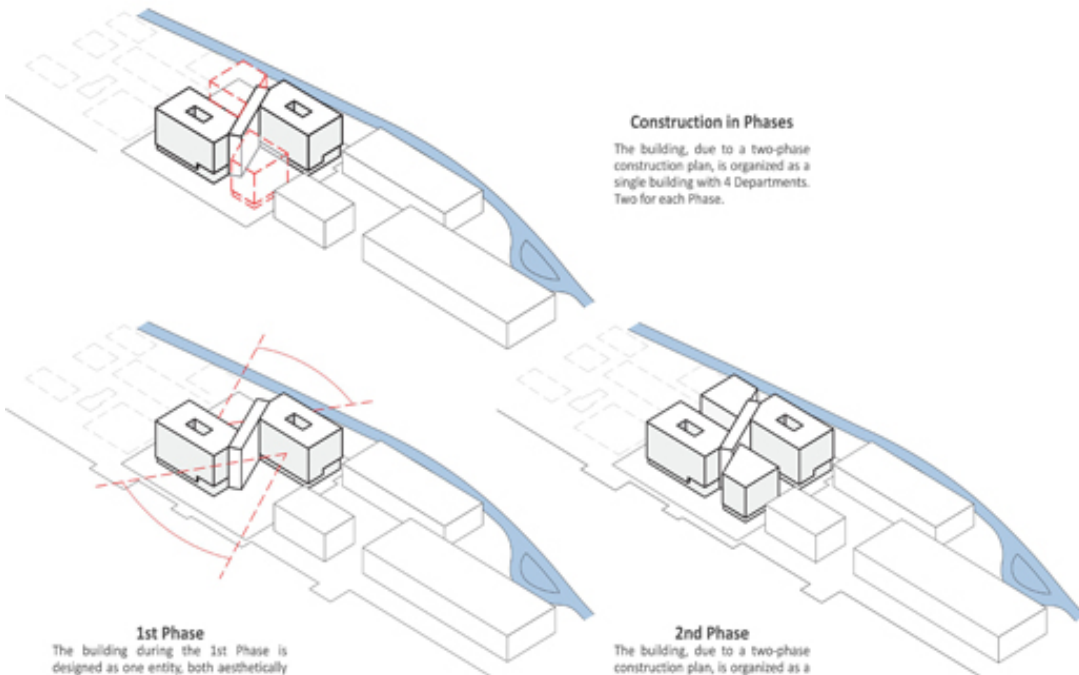 Construction in Phases
The building, due to a two-phase
construction plan, is organized as a
single building with 4 Departments.
Two for each Phase.
1st Phase
The building during the 1st Phase is
designed as one entity, both aesthetically
2nd Phase
The building, due to a two-phase
construction plan, is organized as a